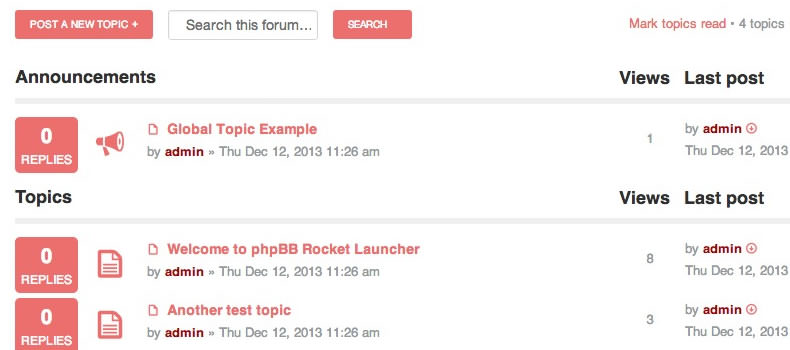 POST A NEW TOPIC + Search this forum... SEARCH Mark topics read • 4 topics
Announcements Views Last post
0 REPLIES
Global Topic Example
by admin » Thu Dec 12, 2013 11:26 am
1
by admin
Thu Dec 12, 2013
Topics Views Last post
0 REPLIES
Welcome to phpBB Rocket Launcher
by admin » Thu Dec 12, 2013 11:26 am
8
by admin
Thu Dec 12, 2013
0 REPLIES
Another test topic
by admin » Thu Dec 12, 2013 11:26 am
3
by admin
Thu Dec 12, 2013